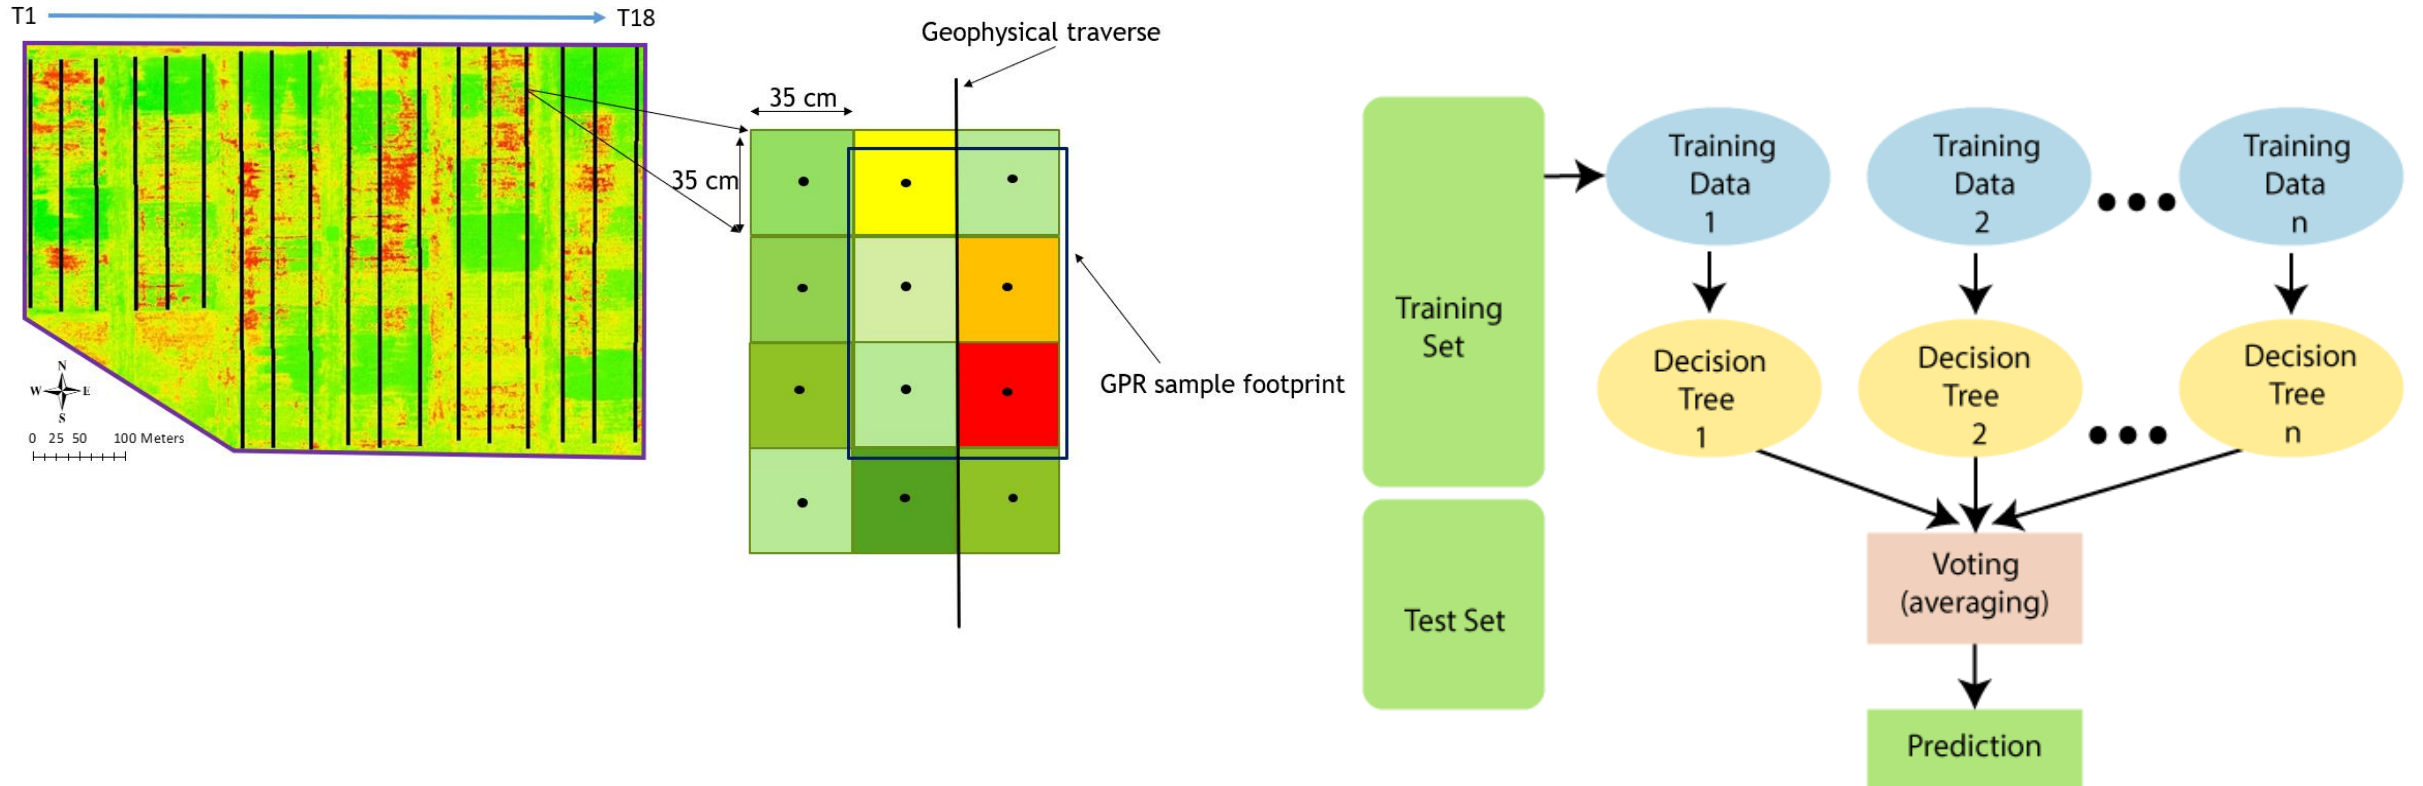 T1
T18
N
W
E
S
0 25 50 100 Meters
Geophysical traverse
35 cm
35 cm
GPR sample footprint
Training
Set
Test Set
Training
Data
1
Training
Data
2
Training
Data
n
Decision
Tree
1
Decision
Tree
2
Decision
Tree
n
Voting
(averaging)
Prediction